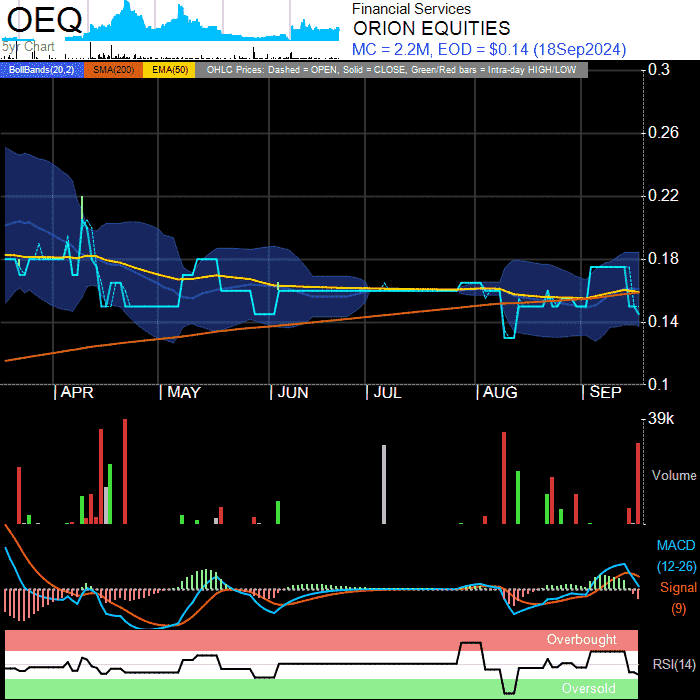 OEQ
5yr Chart
Financial Services
ORION EQUITIES
MC = 2.2M, EOD = $0.14 (18Sep2024)
BollBands(20,2) SMA(200) EMA(50) OHLC Prices: Dashed = OPEN, Solid = CLOSE, Green/Red bars = Intra-day HIGH/LOW
0.3
0.26
0.22
0.18
0.14
0.1
APR MAY JUN JUL AUG SEP
39k
Volume
MACD
(12-26)
Signal
(9)
Overbought
RSI(14)
Oversold